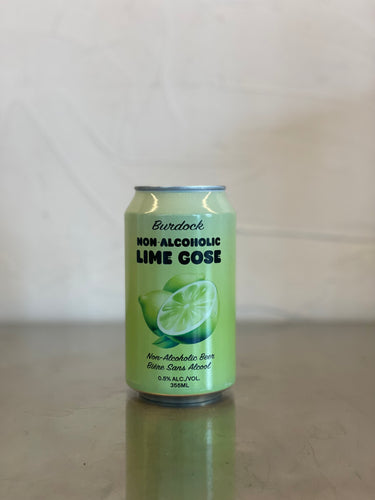 Burdock
NON-ALCOHOLIC
LIME GOSE
Non-Alcoholic Beer
Bière Sans Alcool
0.5% ALC./VOL.
355ML